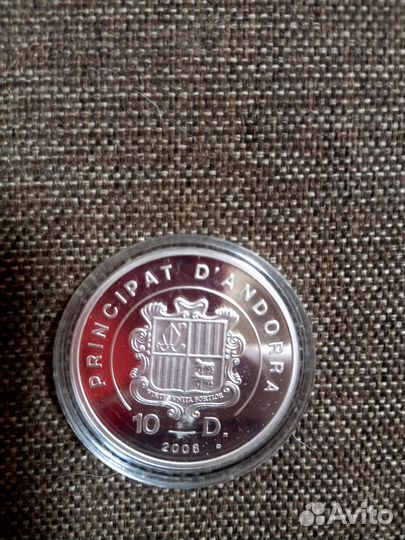 PRINCIPAT D'ANDORRA
VIRTVS VNITA FORTIOR
10 D.
2008
Avito